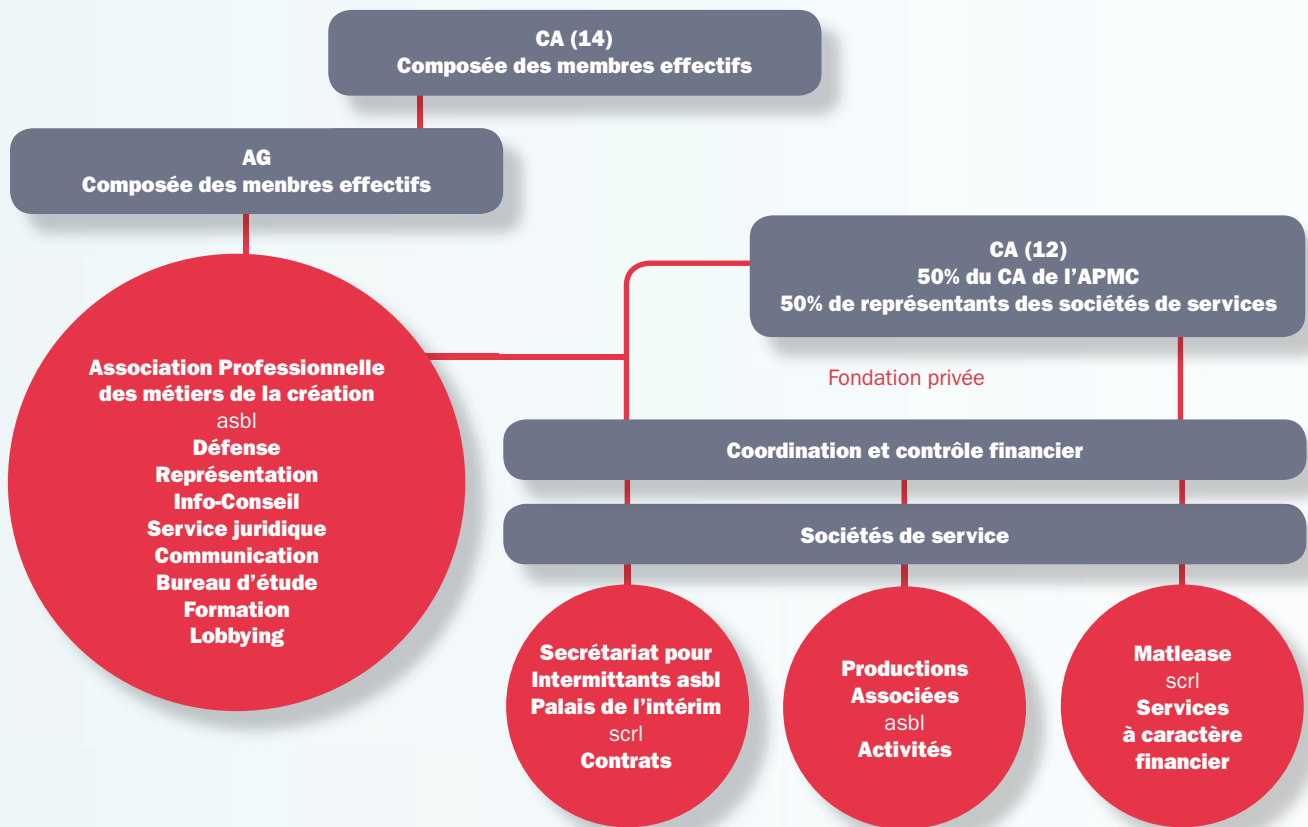 CA (14)
Composée des membres effectifs
AG
Composée des menbres effectifs
CA (12)
50% du CA de l’APMC
50% de représentants des sociétés de services
Association Professionnelle
des métiers de la création
asbl
Défense
Représentation
Info-Conseil
Service juridique
Communication
Bureau d’étude
Formation
Lobbying
Fondation privée
Coordination et contrôle financier
Sociétés de service
Secrétariat pour
Intermittants asbl
Palais de l’intérim
scrl
Contrats
Productions
Associées
asbl
Activités
Matlease
scrl
Services
à caractère
financier